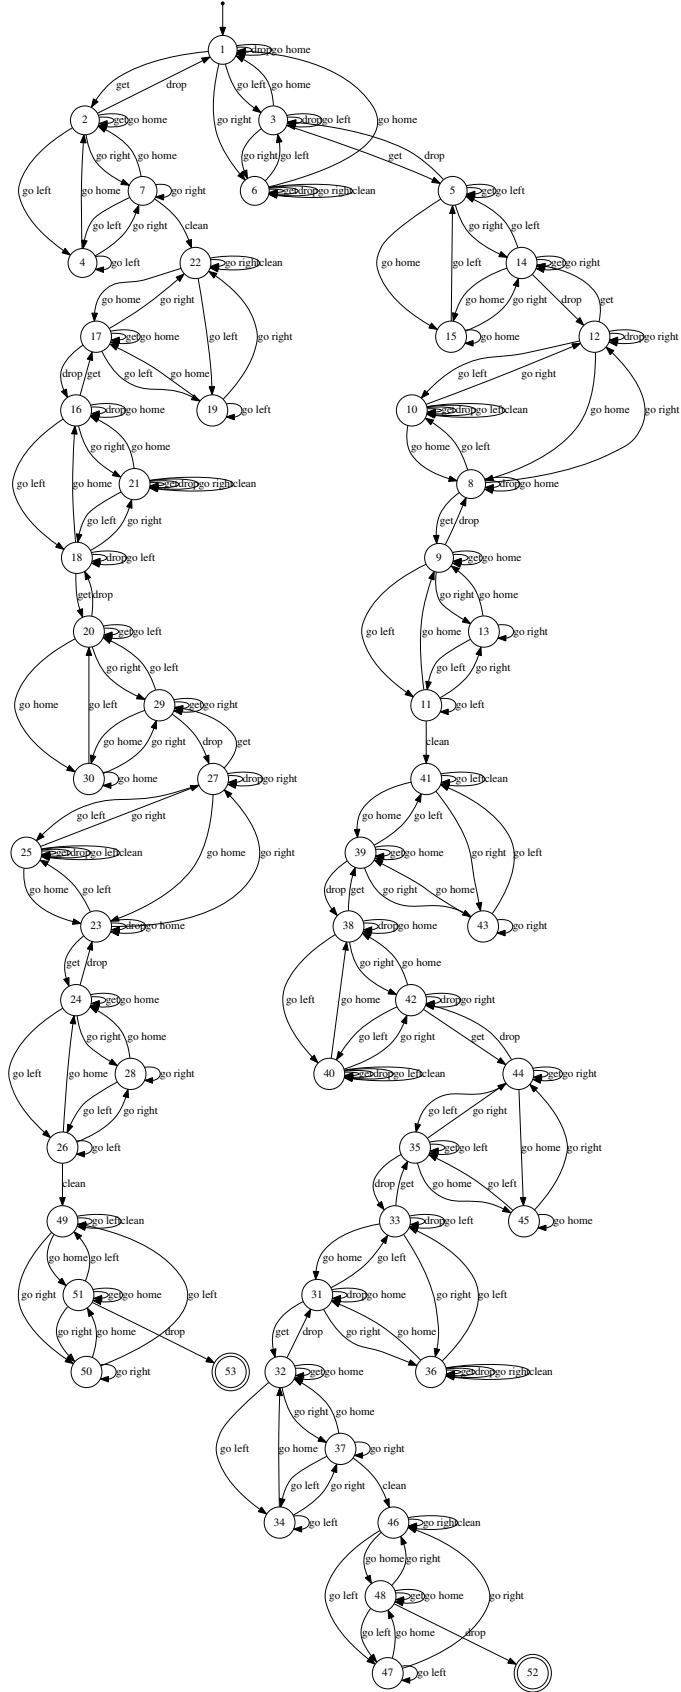 1 drop go home
get drop go left go home
2 get go home go right 3 drop go left go home
go right go home go right go left get drop
go left go home 7 go right 6 get drop go right clean 5 get go left
go left go right clean go right go left
4 go left 22 go right clean go home go left 14 get go right
go home go right go home go right drop get
17 get go home go left go right 15 go home 12 drop go right
drop get go left go home go left go right
16 drop go home 19 go left 10 get drop go left clean go home go right
go right go home go home go left
go left go home 21 get drop go right clean 8 drop go home
go left go right get drop
18 drop go left 9 get go home
get drop go right go home
20 get go left go left go home 13 go right
go right go left go left go right
go home go left 29 get go right 11 go left
go home go right drop get clean
30 go home 27 drop go right 41 go left clean
go left go right go home go left
25 get drop go left clean go home go right 39 get go home go right go left
go home go left drop get go right go home
23 drop go home 38 drop go home 43 go right
get drop go right go home
24 get go home go left go home 42 drop go right
go right go home go left go right get drop
go left go home 28 go right 40 get drop go left clean 44 get go right
go left go right go left go right
26 go left 35 get go left go home go right
clean drop get go home go left
49 go left clean 33 drop go left 45 go home
go home go left go home go left
go right 51 get go home go left 31 drop go home go right go left
go right go home drop get drop go right go home
50 go right 53 32 get go home 36 get drop go right clean
go right go home
go left go home 37 go right
go left go right clean
34 go left 46 go right clean
go home go right
go left 48 get go home go right
go left go home drop
47 go left 52